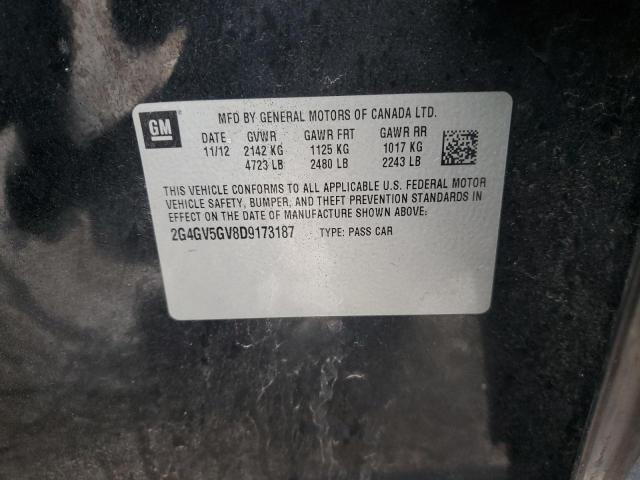 GM
MFD BY GENERAL MOTORS OF CANADA LTD.
DATE GVWR GAWR FRT GAWR RR
11/12 2142 KG 1125 KG 1017 KG
4723 LB 2480 LB 2243 LB
THIS VEHICLE CONFORMS TO ALL APPLICABLE U.S. FEDERAL MOTOR
VEHICLE SAFETY, BUMPER, AND THEFT PREVENTION STANDARDS IN
EFFECT ON THE DATE OF MANUFACTURE SHOWN ABOVE.
2G4GV5GV8D9173187 TYPE: PASS CAR